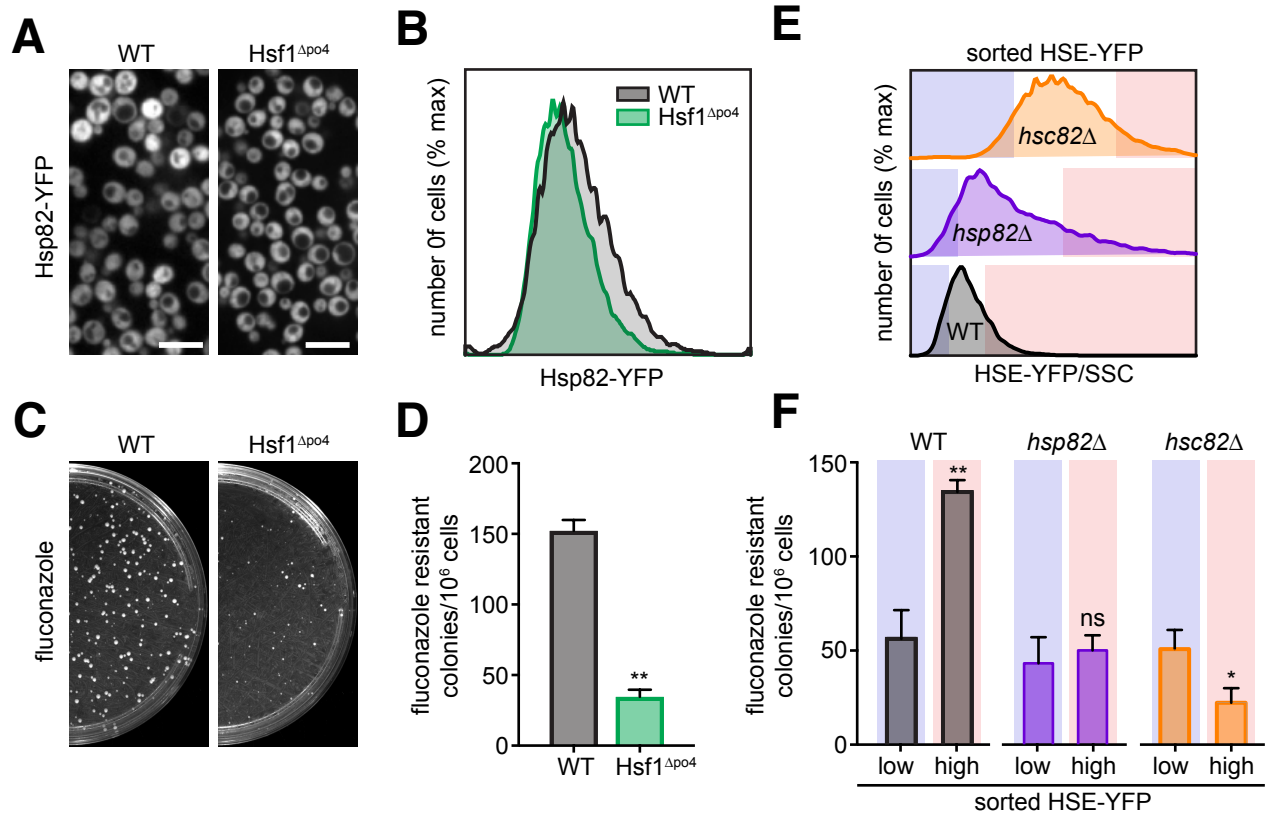 A
WT
Hsf1Δpo4
Hsp82-YFP
B
number 0f cells (% max)
WT
Hsf1Δpo4
Hsp82-YFP
E
sorted HSE-YFP
number 0f cells (% max)
hsc82Δ
hsp82Δ
WT
HSE-YFP/SSC
C
WT
Hsf1Δpo4
fluconazole
D
fluconazole resistant
colonies/10⁶ cells
200
150
100
50
0
**
WT
Hsf1Δpo4
F
WT
hsp82Δ
hsc82Δ
fluconazole resistant
colonies/10⁶ cells
150
100
50
0
**
ns
*
low high low high low high
sorted HSE-YFP